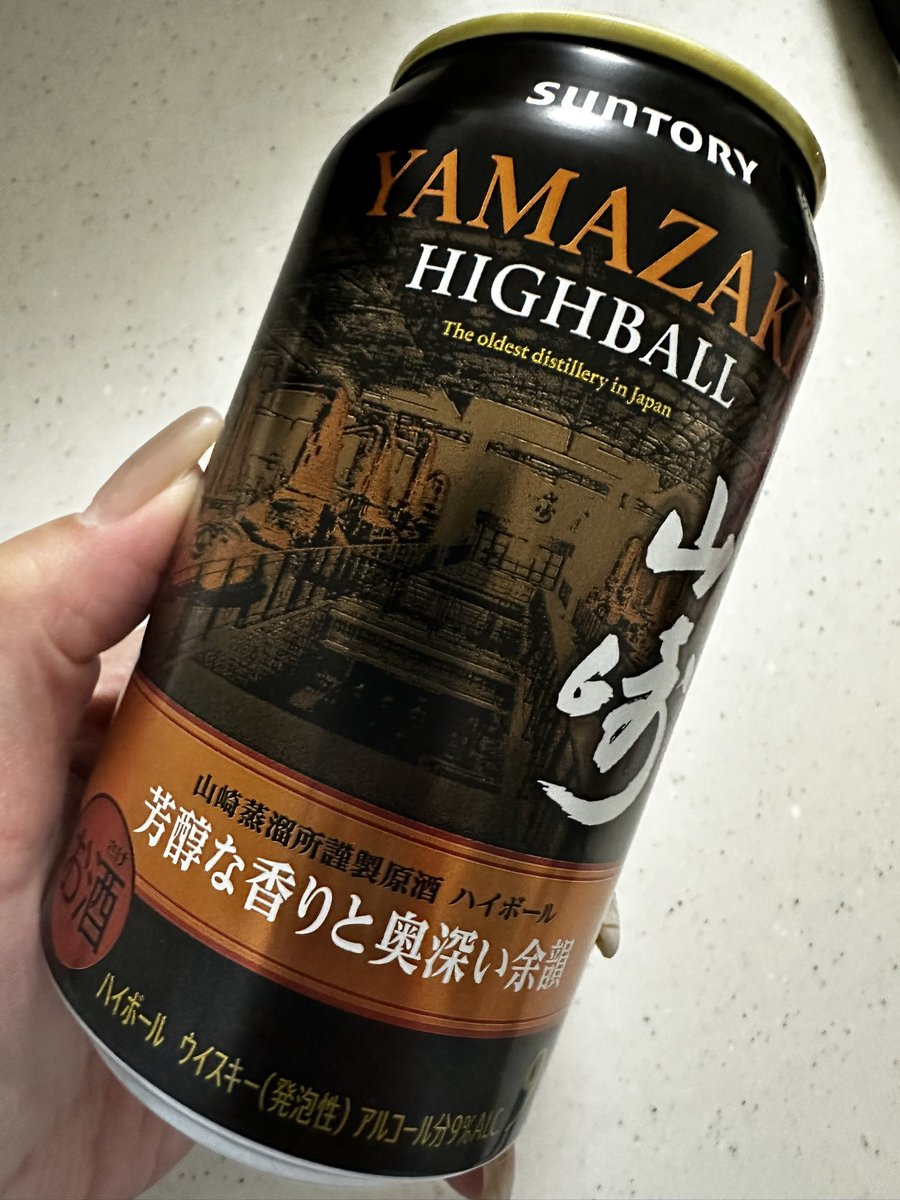 SUNTORY
YAMAZAKI
HIGHBALL
The oldest distillery in Japan
山崎
山崎蒸溜所謹製原酒 ハイボール
芳醇な香りと奥深い余韻
お酒
ハイボール ウイスキー(発泡性) アルコール分9%ALC